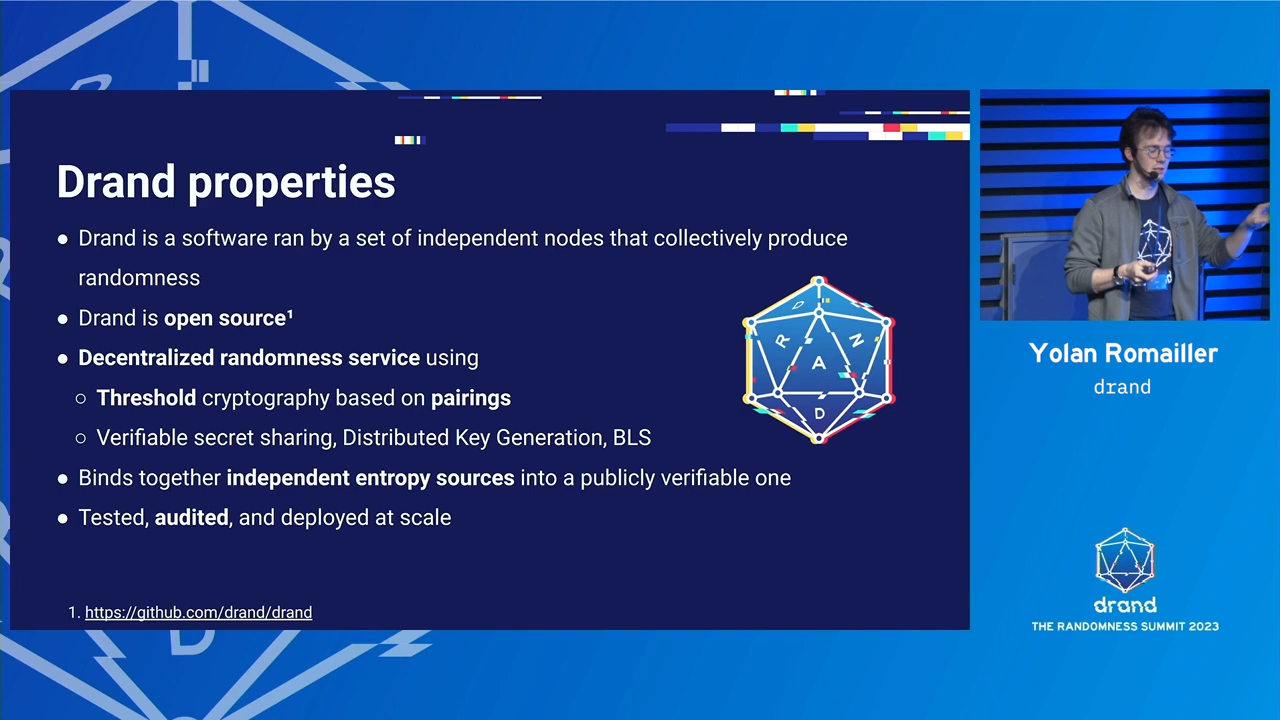 Drand properties
● Drand is a software ran by a set of independent nodes that collectively produce
randomness
● Drand is open source¹
● Decentralized randomness service using
○ Threshold cryptography based on pairings
○ Verifiable secret sharing, Distributed Key Generation, BLS
● Binds together independent entropy sources into a publicly verifiable one
● Tested, audited, and deployed at scale
1. https://github.com/drand/drand
D
R
A
N
D
Yolan Romailler
drand
drand
THE RANDOMNESS SUMMIT 2023
D